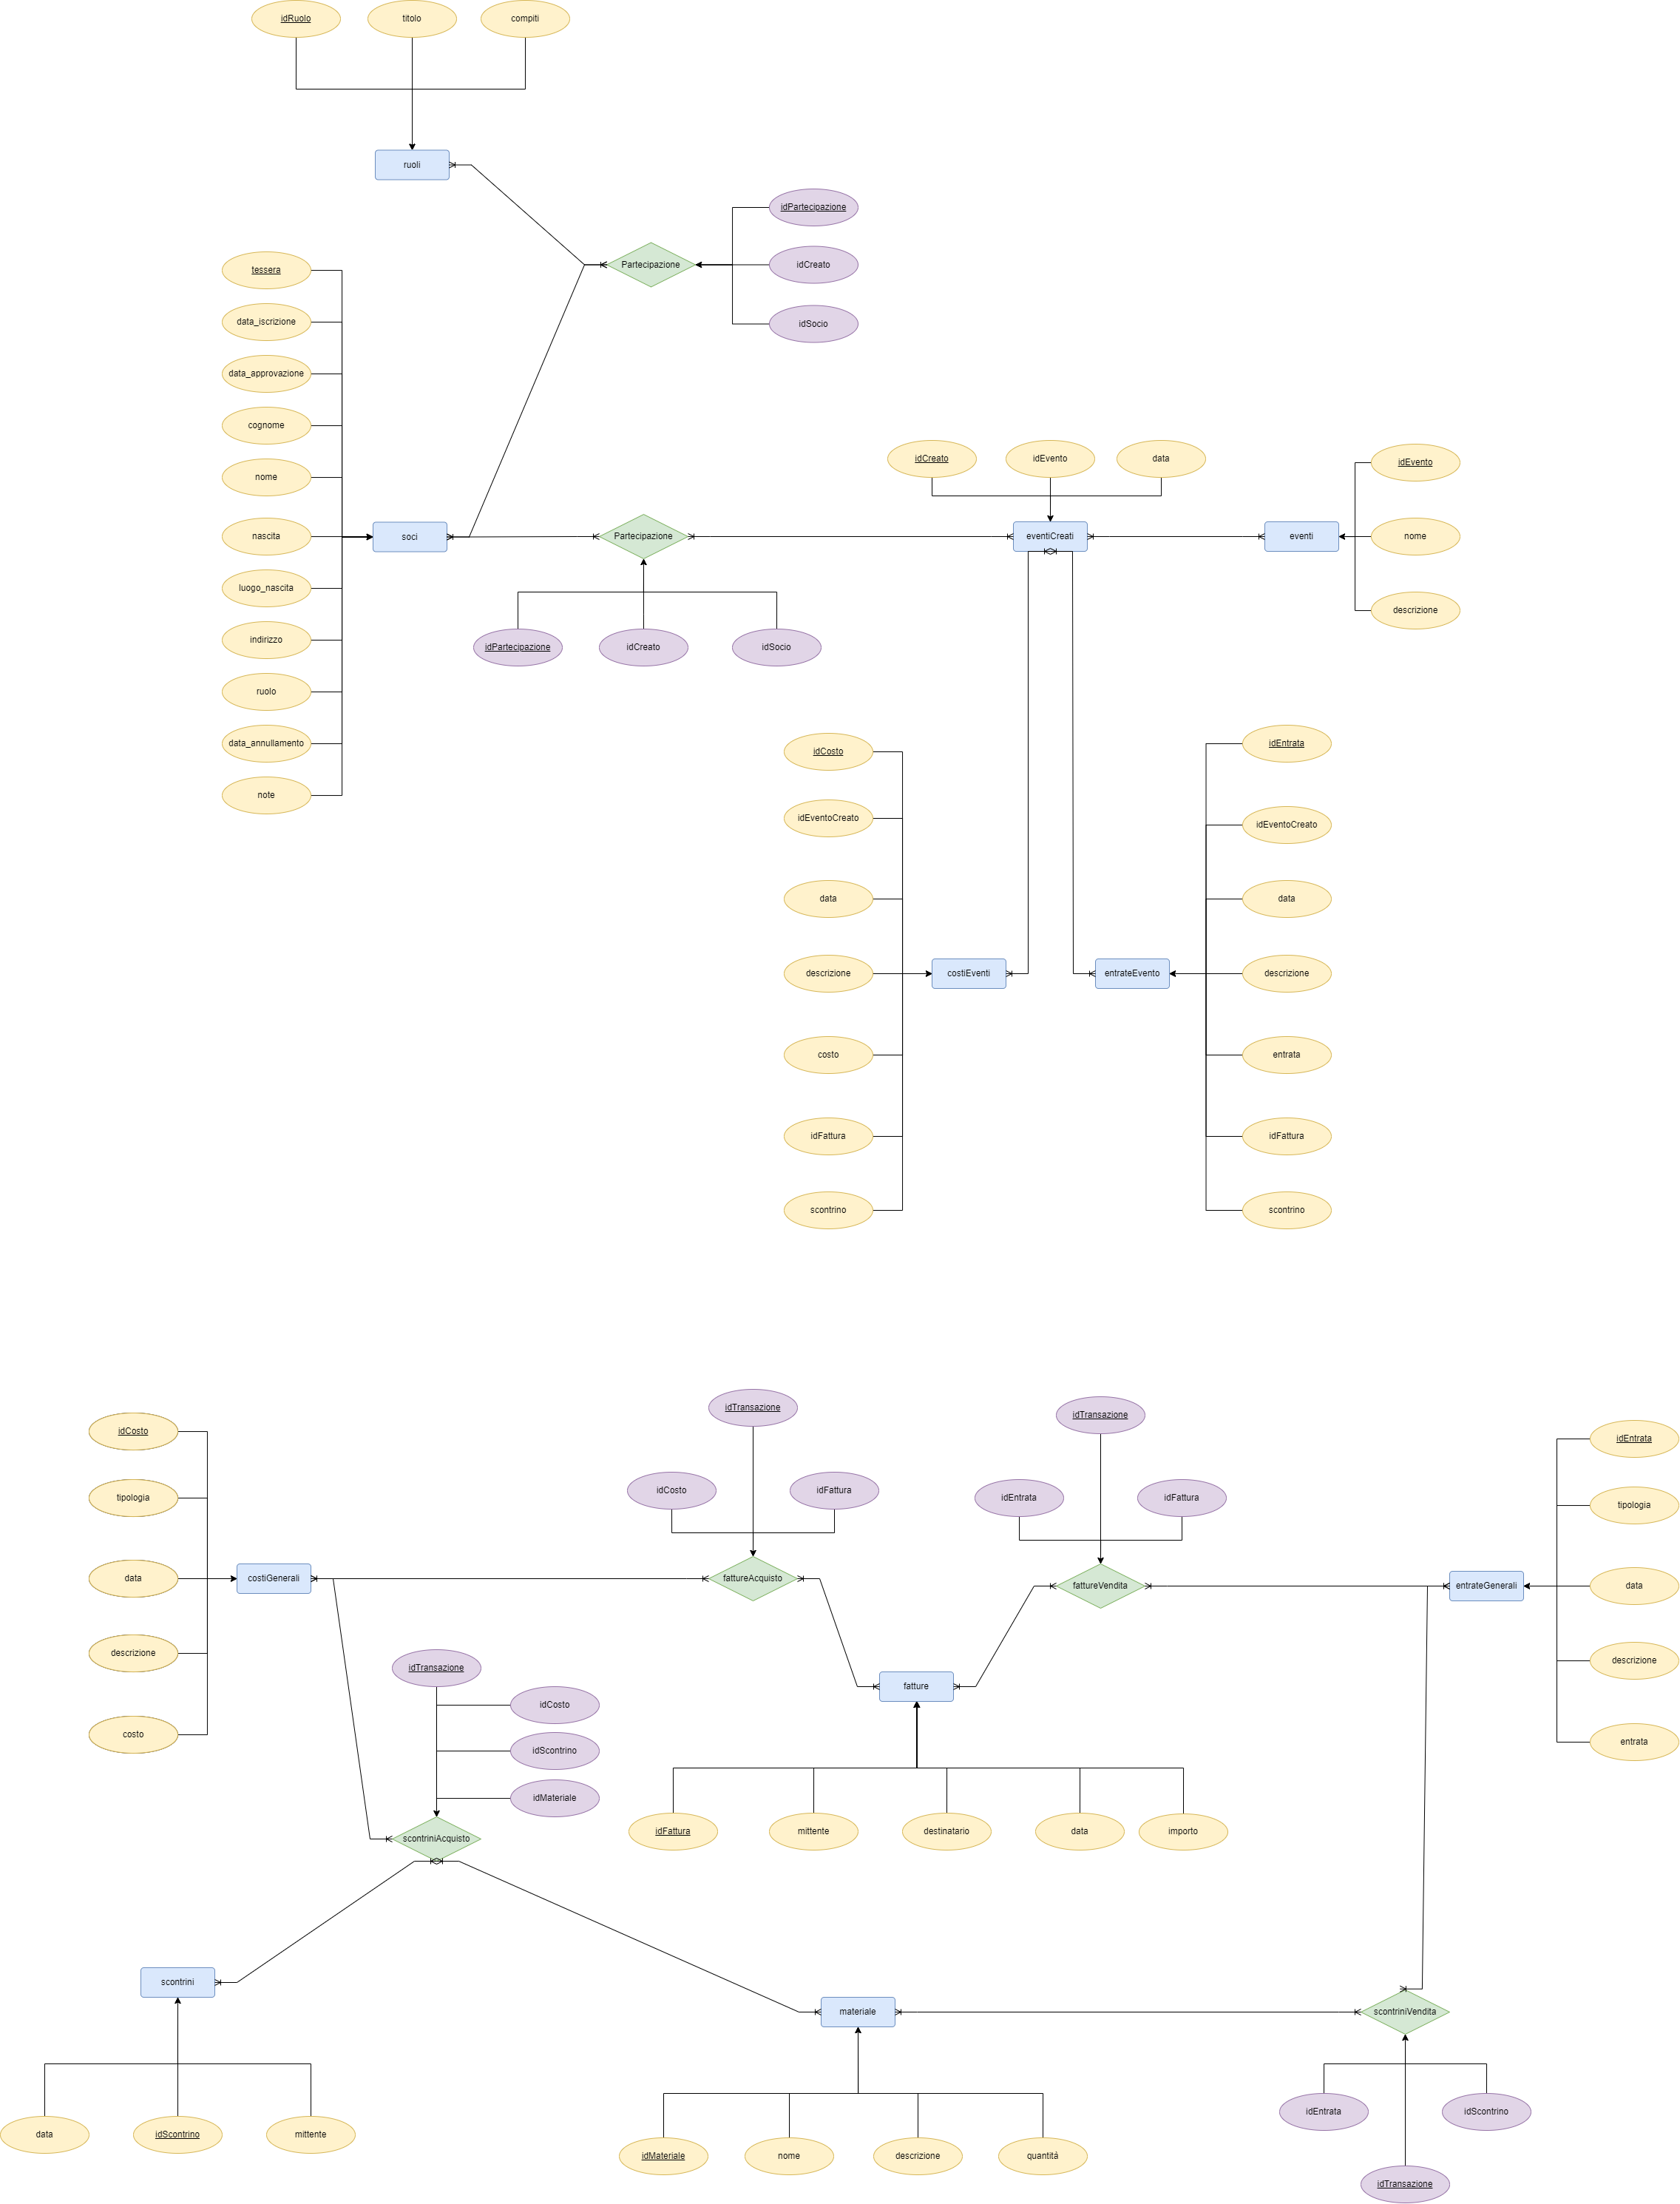 idRuolo
titolo
compiti
ruoli
idPartecipazione
Partecipazione
idCreato
idSocio
tessera
data_iscrizione
data_approvazione
cognome
nome
nascita
luogo_nascita
indirizzo
ruolo
data_annullamento
note
soci
Partecipazione
idPartecipazione
idCreato
idSocio
idCreato
idEvento
data
eventiCreati
eventi
idEvento
nome
descrizione
idCosto
idEventoCreato
data
descrizione
costo
idFattura
scontrino
costiEventi
entrateEvento
idEntrata
idEventoCreato
data
descrizione
entrata
idFattura
scontrino
idCosto
tipologia
data
descrizione
costo
costiGenerali
idTransazione
idCosto
idFattura
fattureAcquisto
idTransazione
idEntrata
idFattura
fattureVendita
entrateGenerali
idEntrata
tipologia
data
descrizione
entrata
idTransazione
idCosto
idScontrino
idMateriale
scontriniAcquisto
fatture
idFattura
mittente
destinatario
data
importo
scontrini
data
idScontrino
mittente
materiale
idMateriale
nome
descrizione
quantità
scontriniVendita
idEntrata
idScontrino
idTransazione